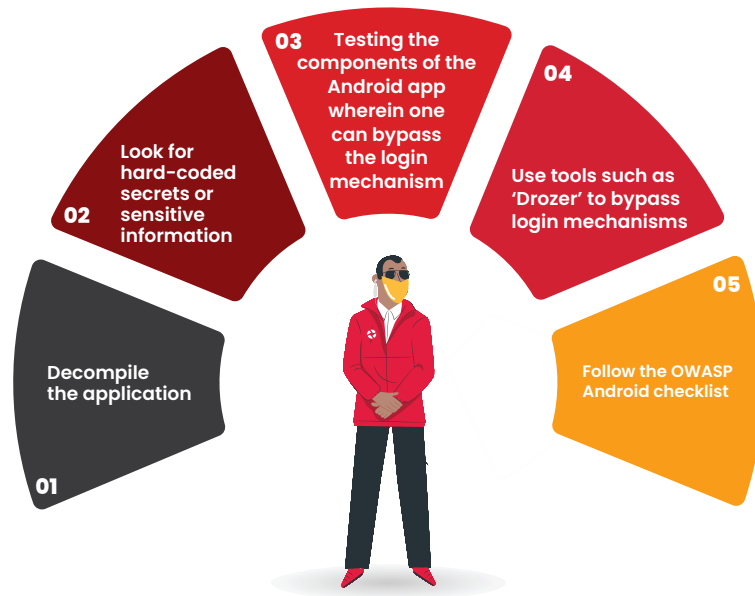 01
Decompile
the application
02
Look for
hard-coded
secrets or
sensitive
information
03
Testing the
components of the
Android app
wherein one
can bypass
the login
mechanism
04
Use tools such as
‘Drozer’ to bypass
login mechanisms
05
Follow the OWASP
Android checklist